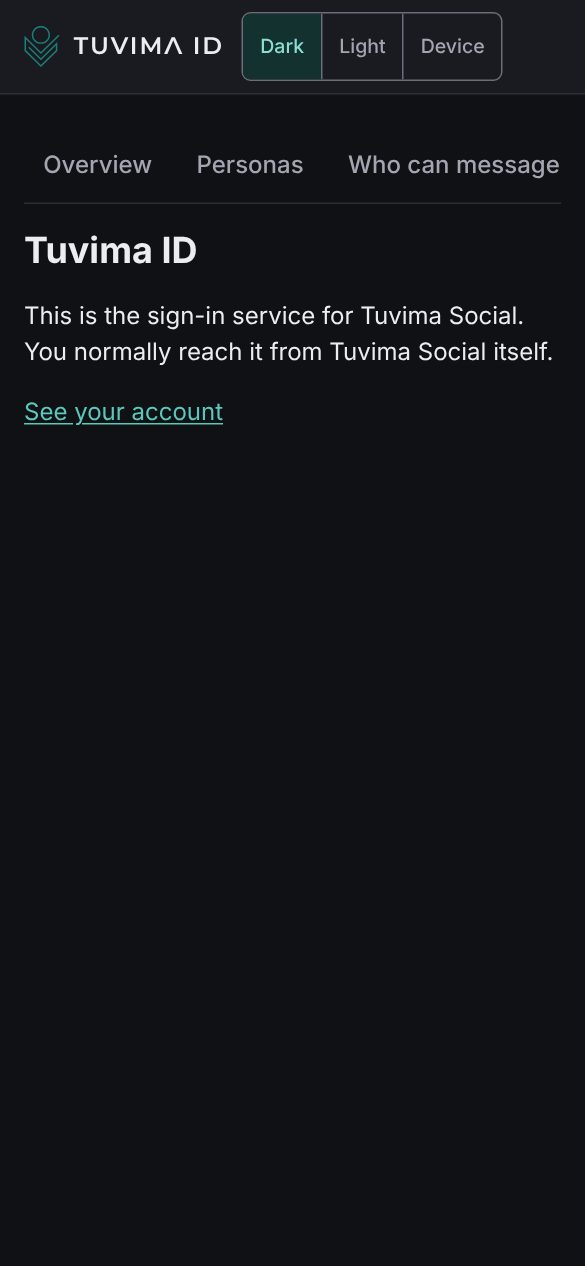 TUVIMA ID
Dark
Light
Device
Overview
Personas
Who can message
Tuvima ID
This is the sign-in service for Tuvima Social.
You normally reach it from Tuvima Social itself.
See your account